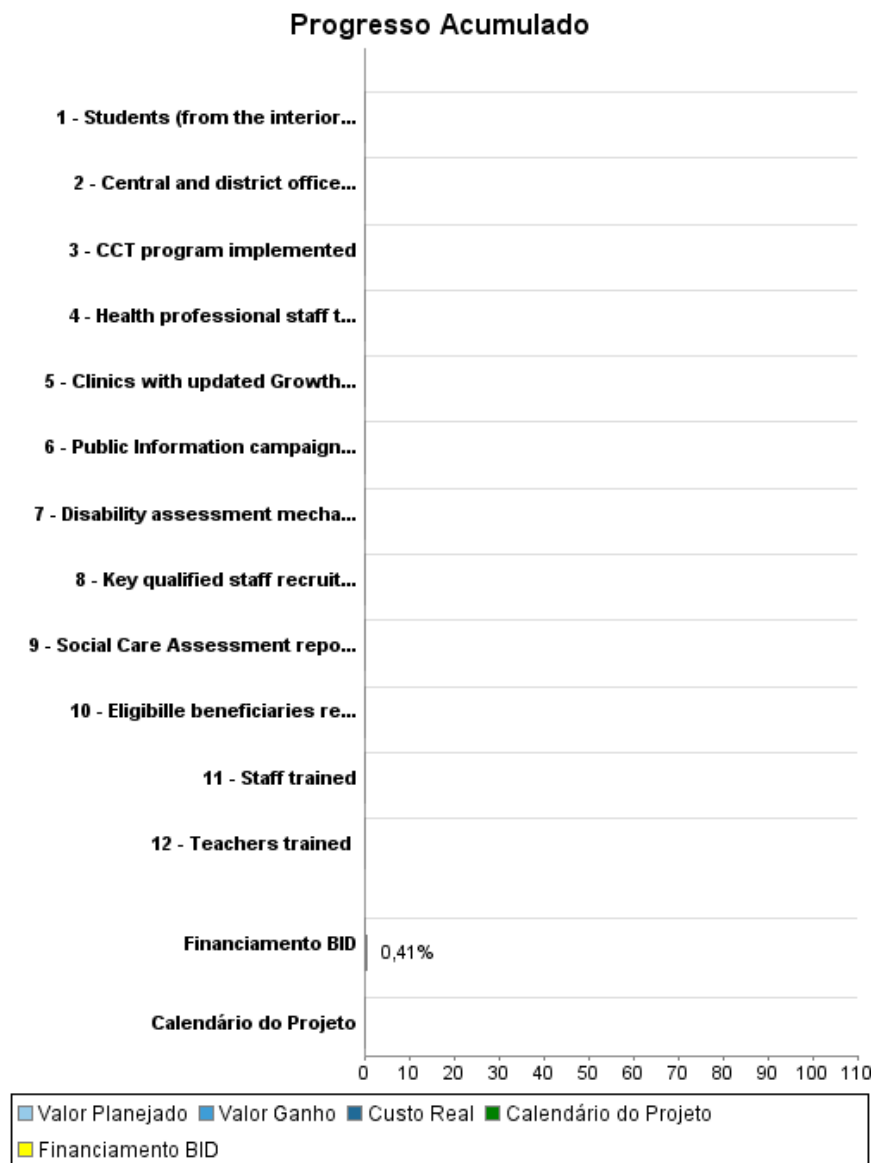 Progresso Acumulado
1 - Students (from the interior...
2 - Central and district office...
3 - CCT program implemented
4 - Health professional staff t...
5 - Clinics with updated Growth...
6 - Public Information campaign...
7 - Disability assessment mecha...
8 - Key qualified staff recruit...
9 - Social Care Assessment repo...
10 - Eligibille beneficiaries re...
11 - Staff trained
12 - Teachers trained
Financiamento BID 0,41%
Calendário do Projeto
0 10 20 30 40 50 60 70 80 90 100 110
Valor Planejado Valor Ganho Custo Real Calendário do Projeto
Financiamento BID